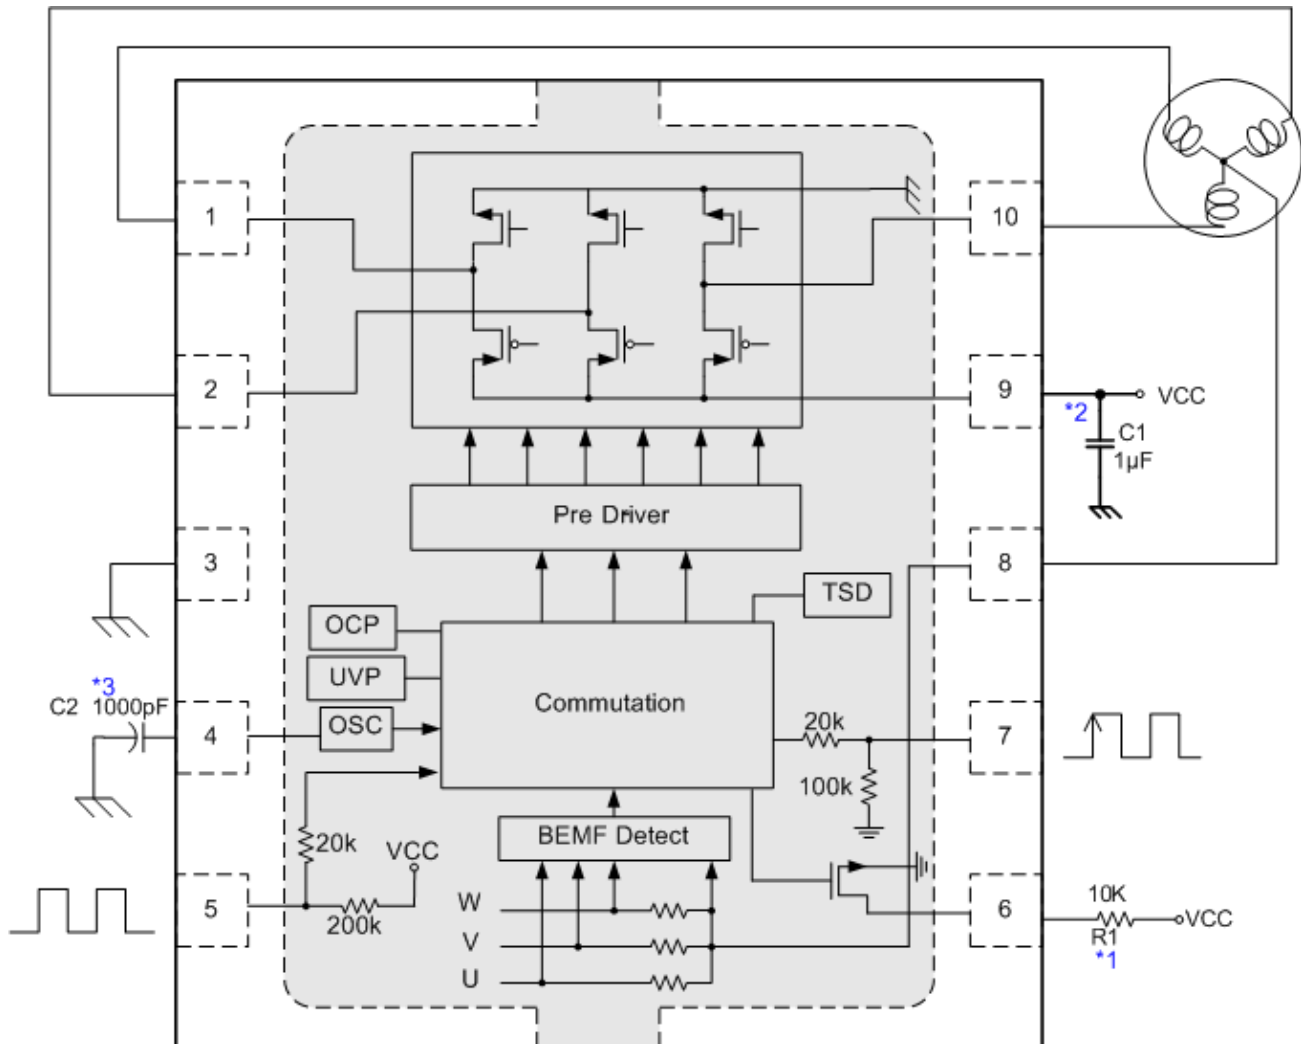 1
10
2
9
VCC
*2
C1
1µF
Pre Driver
3
8
TSD
OCP
UVP
*3
C2 1000pF
Commutation
4
OSC
20k
7
100k
20k
BEMF Detect
VCC
5
200k
W
6
10K
VCC
R1
*1
V
U